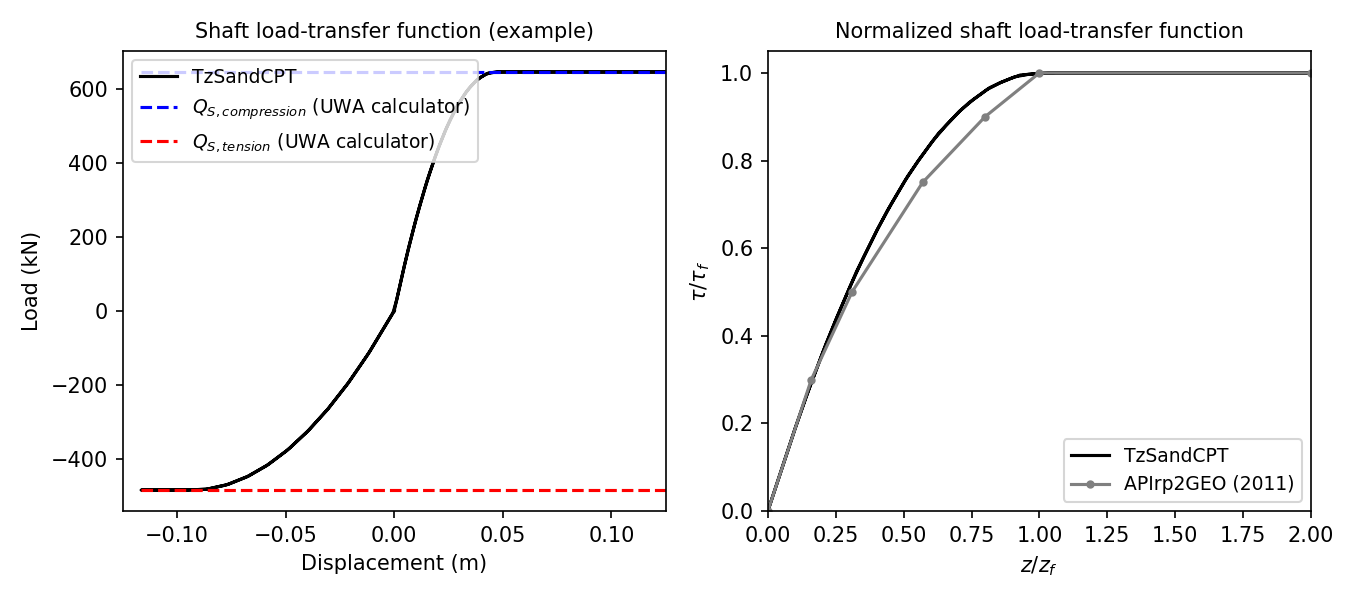 Shaft load-transfer function (example)
600
400
200
0
−200
−400
Load (kN)
TzSandCPT
Q_{S,compression} (UWA calculator)
Q_{S,tension} (UWA calculator)
−0.10
−0.05
0.00
0.05
0.10
Displacement (m)
Normalized shaft load-transfer function
1.0
0.8
0.6
0.4
0.2
0.0
τ/τ_f
TzSandCPT
APIrp2GEO (2011)
0.00
0.25
0.50
0.75
1.00
1.25
1.50
1.75
2.00
z/z_f